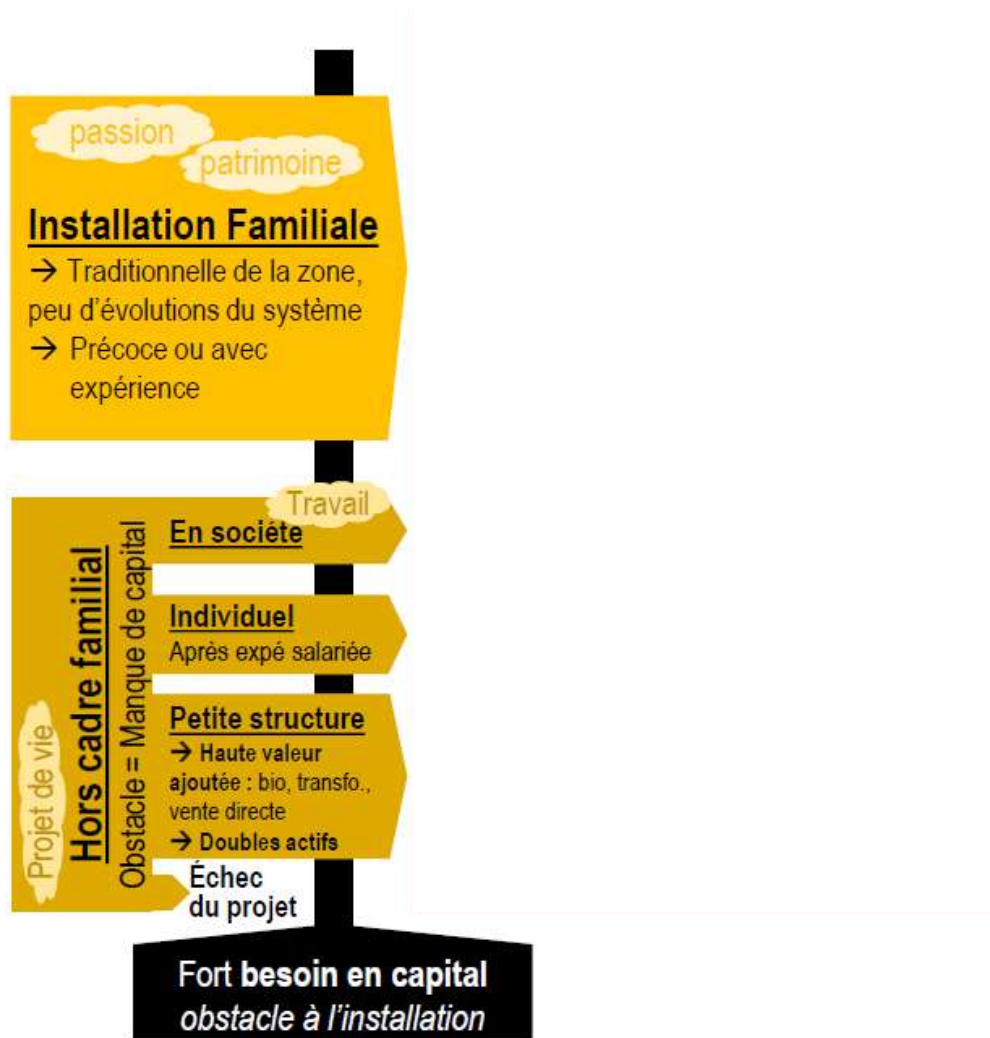 passion
patrimoine
Installation Familiale
→ Traditionnelle de la zone,
peu d'évolutions du système
→ Précoce ou avec
expérience
Projet de vie
Hors cadre familial
Obstacle = Manque de capital
Travail
En sociéte
Individuel
Après expé salariée
Petite structure
→ Haute valeur
ajoutée : bio, transfo.,
vente directe
→ Doubles actifs
Échec
du projet
Fort besoin en capital
obstacle à l'installation